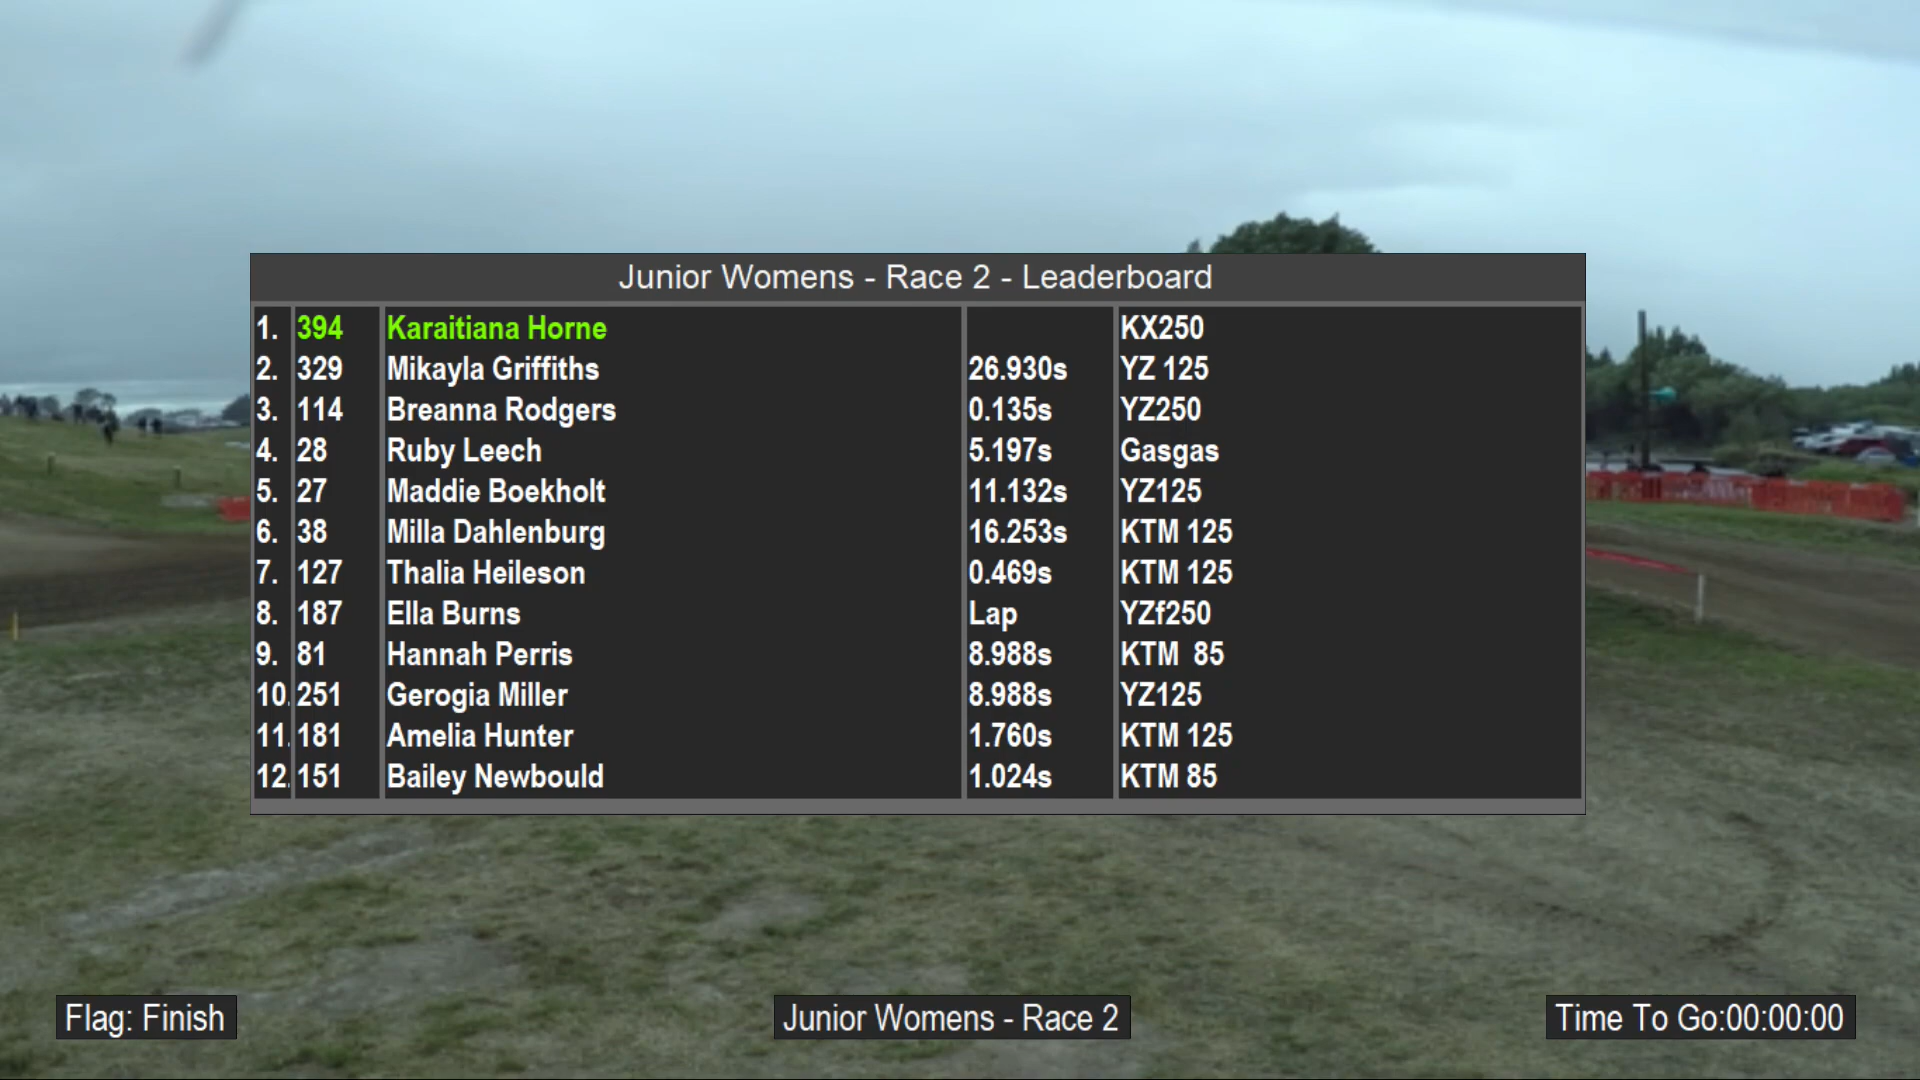 Junior Womens - Race 2 - Leaderboard
1. 394 Karaitiana Horne KX250
2. 329 Mikayla Griffiths 26.930s YZ 125
3. 114 Breanna Rodgers 0.135s YZ250
4. 28 Ruby Leech 5.197s Gasgas
5. 27 Maddie Boekholt 11.132s YZ125
6. 38 Milla Dahlenburg 16.253s KTM 125
7. 127 Thalia Heileson 0.469s KTM 125
8. 187 Ella Burns Lap YZf250
9. 81 Hannah Perris 8.988s KTM  85
10. 251 Gerogia Miller 8.988s YZ125
11. 181 Amelia Hunter 1.760s KTM 125
12. 151 Bailey Newbould 1.024s KTM 85
Flag: Finish
Junior Womens - Race 2
Time To Go:00:00:00